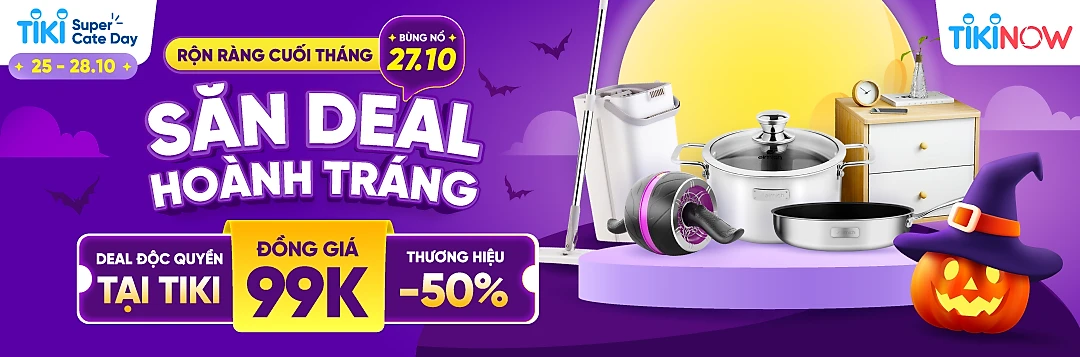 TIKI Super
Cate Day
25 - 28.10
RỘN RÀNG CUỐI THÁNG
BÙNG NỔ
27.10
SĂN DEAL
HOÀNH TRÁNG
DEAL ĐỘC QUYỀN
TẠI TIKI
ĐỒNG GIÁ
99K
THƯƠNG HIỆU
-50%
TIKINOW